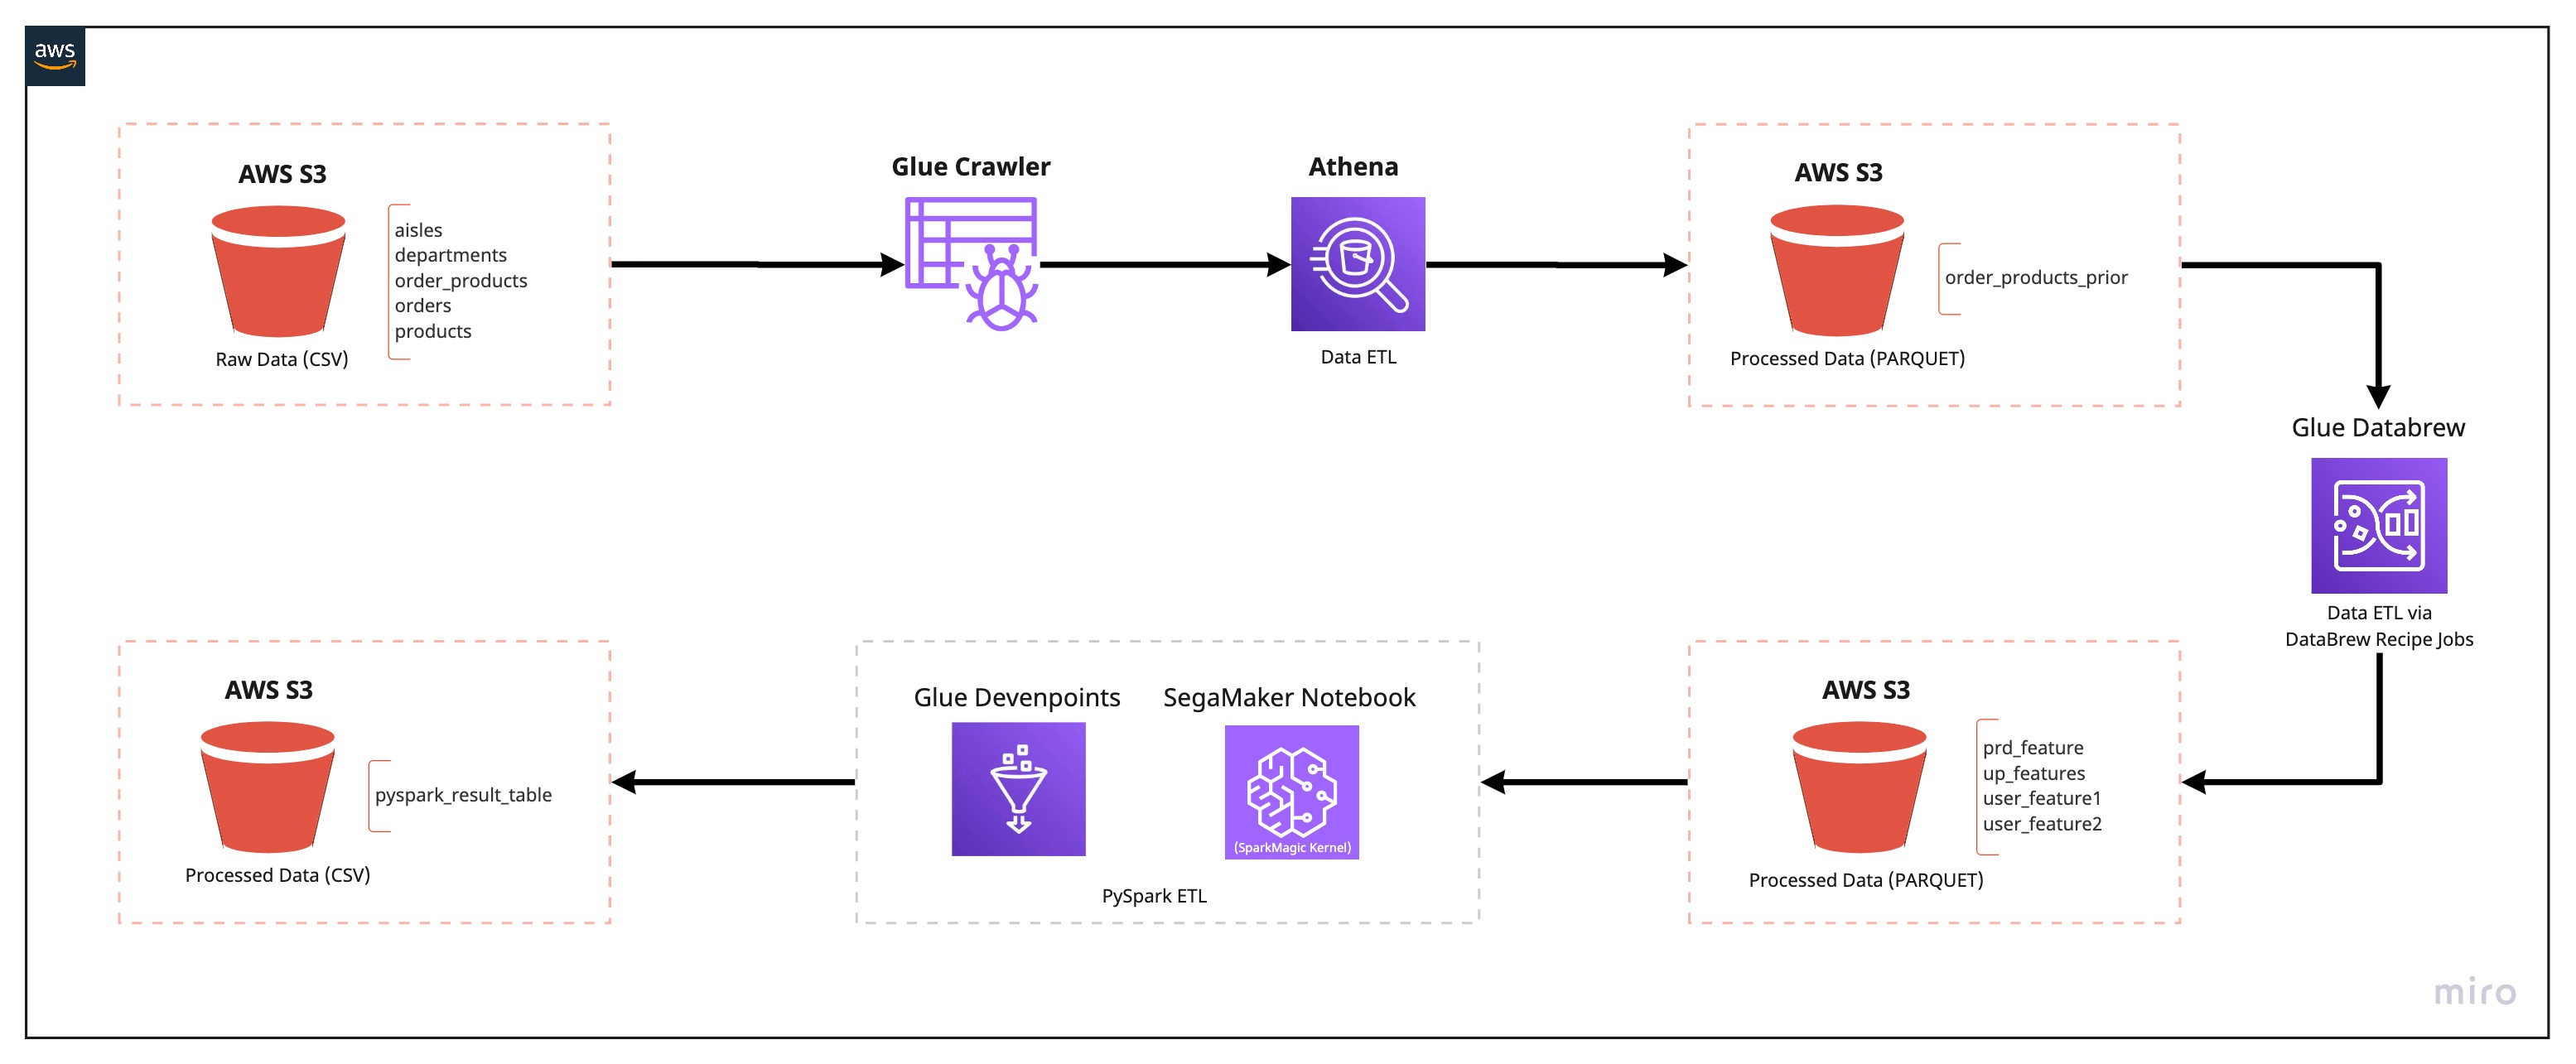 aws
AWS S3
aisles
departments
order_products
orders
products
Raw Data (CSV)
Glue Crawler
Athena
Data ETL
AWS S3
order_products_prior
Processed Data (PARQUET)
Glue Databrew
Data ETL via
DataBrew Recipe Jobs
AWS S3
prd_feature
up_features
user_feature1
user_feature2
Processed Data (PARQUET)
Glue Devenpoints
SegaMaker Notebook
(SparkMagic Kernel)
PySpark ETL
AWS S3
pyspark_result_table
Processed Data (CSV)
miro